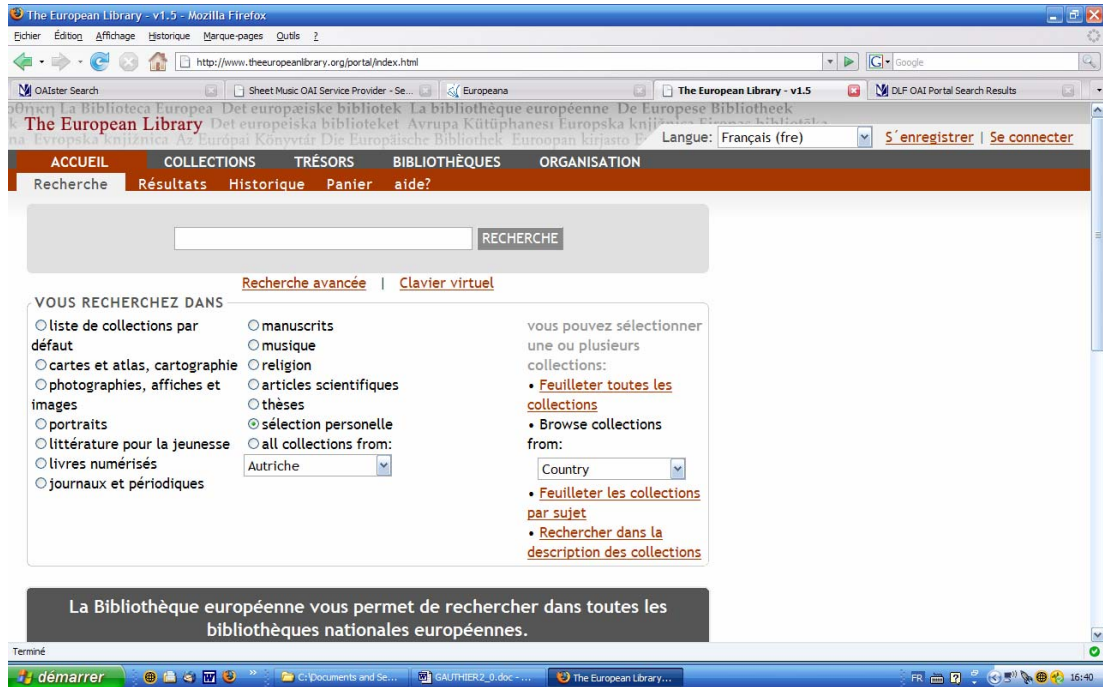 The European Library - v1.5 - Mozilla Firefox
Fichier Édition Affichage Historique Marque-pages Outils ?
http://www.theeuropeanlibrary.org/portal/index.html
Google
OAIster Search
Sheet Music OAI Service Provider - Se...
Europeana
The European Library - v1.5
DLF OAI Portal Search Results
La Biblioteca Europea Det europæiske bibliotek La bibliothèque européenne De Europese Bibliotheek
The European Library
Det europeiska biblioteket Avrupa Kütüphanesi Europska
Evropska knjižnica Az Európai Könyvtár Die Europäische Bibliothek Euroopan kirjasto
Langue: Français (fre)
S´enregistrer | Se connecter
ACCUEIL COLLECTIONS TRÉSORS BIBLIOTHÈQUES ORGANISATION
Recherche Résultats Historique Panier aide?
RECHERCHE
Recherche avancée | Clavier virtuel
VOUS RECHERCHEZ DANS
liste de collections par
défaut
cartes et atlas, cartographie
photographies, affiches et
images
portraits
littérature pour la jeunesse
livres numérisés
journaux et périodiques
manuscrits
musique
religion
articles scientifiques
thèses
sélection personelle
all collections from:
Autriche
vous pouvez sélectionner
une ou plusieurs
collections:
• Feuilleter toutes les
collections
• Browse collections
from:
Country
• Feuilleter les collections
par sujet
• Rechercher dans la
description des collections
La Bibliothèque européenne vous permet de rechercher dans toutes les
bibliothèques nationales européennes.
Terminé
démarrer
C:\Documents and Se...
GAUTHIER2_0.doc - ...
The European Library...
FR
16:40